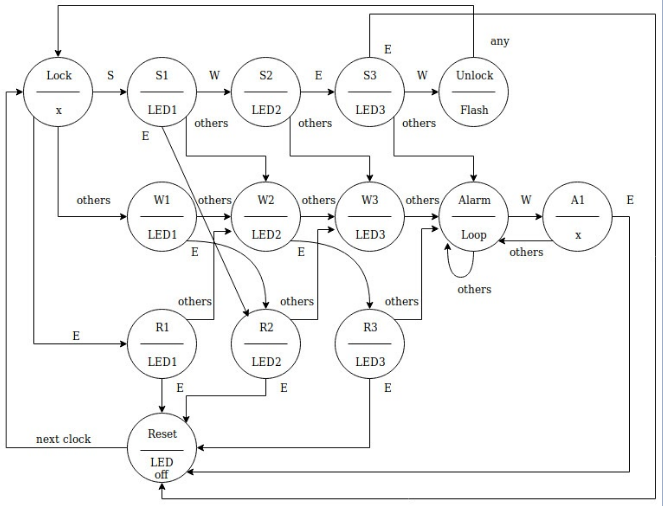 E
any
Lock
S
S1
W
S2
E
S3
W
Unlock
x
LED1
LED2
LED3
Flash
E
others
others
others
others
W1
others
W2
others
W3
others
Alarm
W
A1
E
LED1
LED2
LED3
Loop
x
E
E
others
others
others
others
others
R1
R2
R3
E
LED1
LED2
LED3
E
E
E
Reset
next clock
LED
off